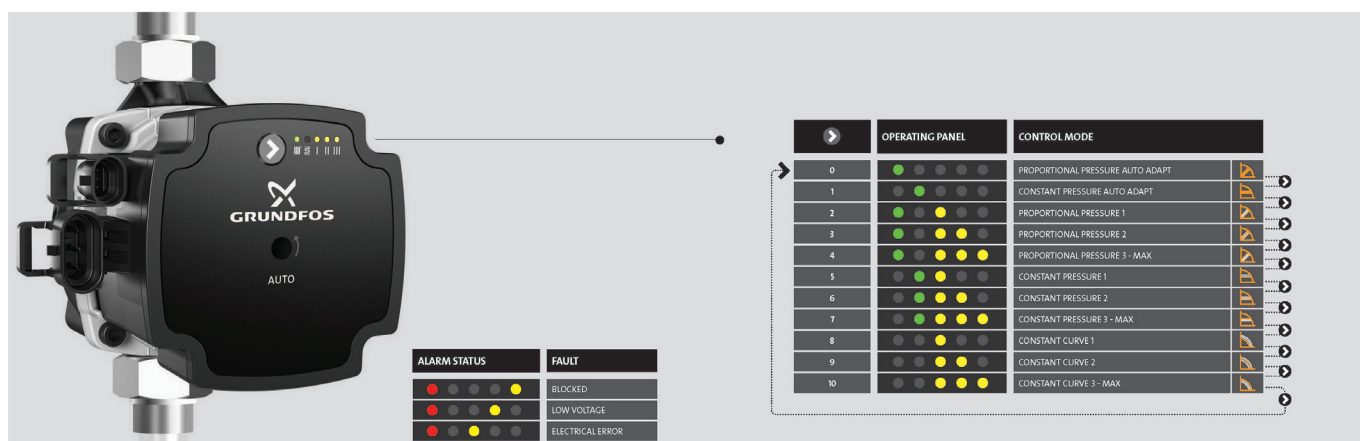 GRUNDFOS
AUTO
I II III
ALARM STATUS FAULT
BLOCKED
LOW VOLTAGE
ELECTRICAL ERROR
OPERATING PANEL CONTROL MODE
0 PROPORTIONAL PRESSURE AUTO ADAPT
1 CONSTANT PRESSURE AUTO ADAPT
2 PROPORTIONAL PRESSURE 1
3 PROPORTIONAL PRESSURE 2
4 PROPORTIONAL PRESSURE 3 - MAX
5 CONSTANT PRESSURE 1
6 CONSTANT PRESSURE 2
7 CONSTANT PRESSURE 3 - MAX
8 CONSTANT CURVE 1
9 CONSTANT CURVE 2
10 CONSTANT CURVE 3 - MAX